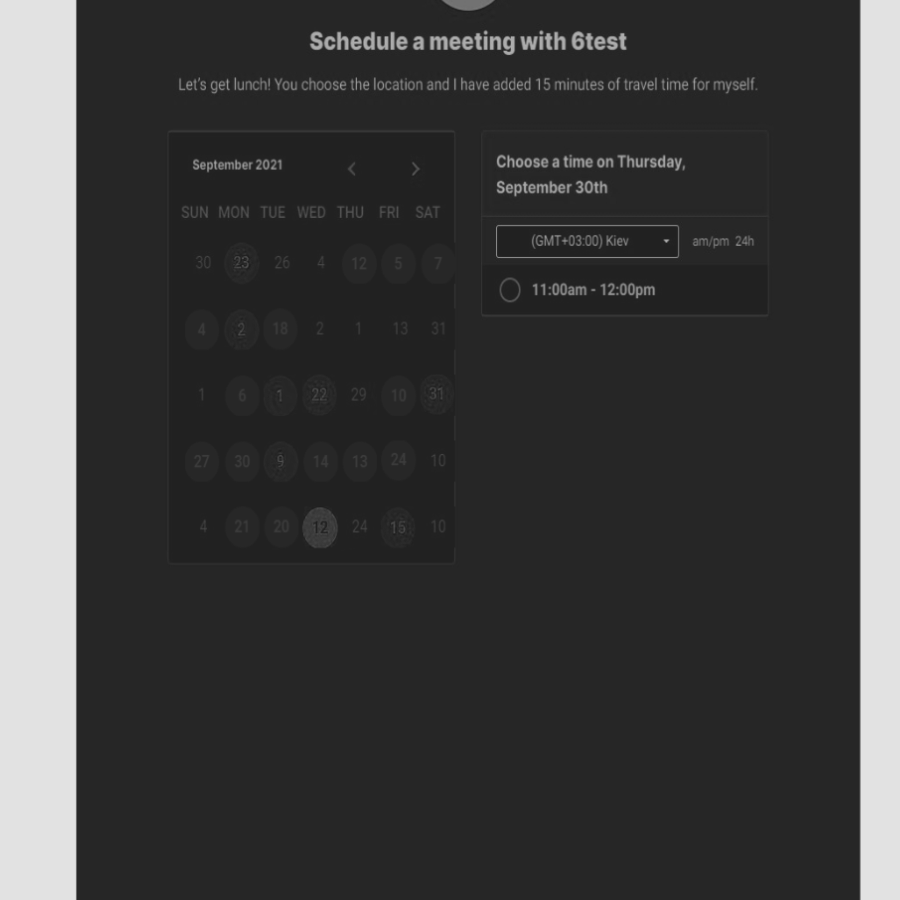 Schedule a meeting with 6test
Let's get lunch! You choose the location and I have added 15 minutes of travel time for myself.
September 2021
SUN MON TUE WED THU FRI SAT
30 23 26 4 12 5 7
4 2 18 2 1 13 31
1 6 1 22 29 10 31
27 30 9 14 13 24 10
4 21 20 12 24 15 10
Choose a time on Thursday,
September 30th
(GMT+03:00) Kiev am/pm 24h
11:00am - 12:00pm